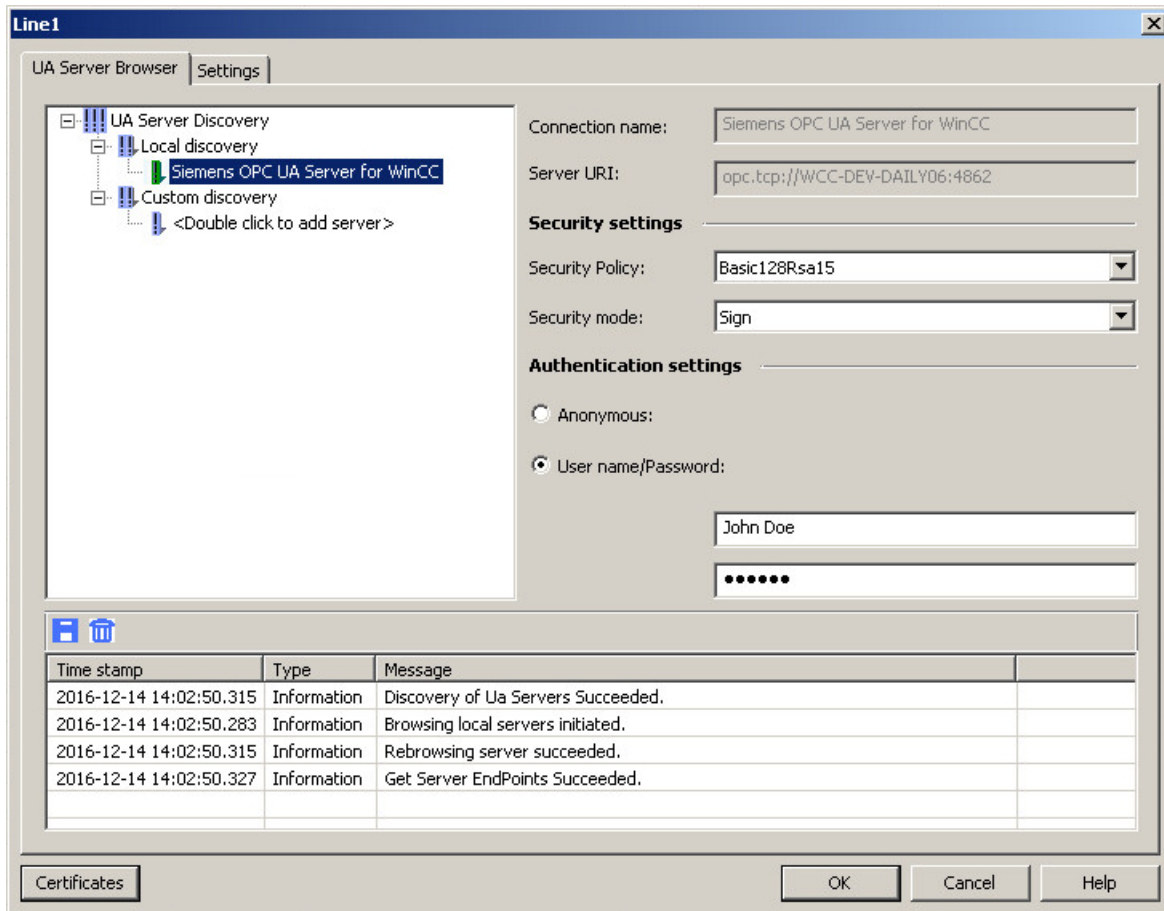 Line1
UA Server Browser
Settings
UA Server Discovery
Local discovery
Siemens OPC UA Server for WinCC
Custom discovery
<Double click to add server>
Connection name:
Siemens OPC UA Server for WinCC
Server URI:
opc.tcp://WCC-DEV-DAILY06:4862
Security settings
Security Policy:
Basic128Rsa15
Security mode:
Sign
Authentication settings
Anonymous:
User name/Password:
John Doe
●●●●●●
Time stamp Type Message
2016-12-14 14:02:50.315 Information Discovery of Ua Servers Succeeded.
2016-12-14 14:02:50.283 Information Browsing local servers initiated.
2016-12-14 14:02:50.315 Information Rebrowsing server succeeded.
2016-12-14 14:02:50.327 Information Get Server EndPoints Succeeded.
Certificates
OK
Cancel
Help